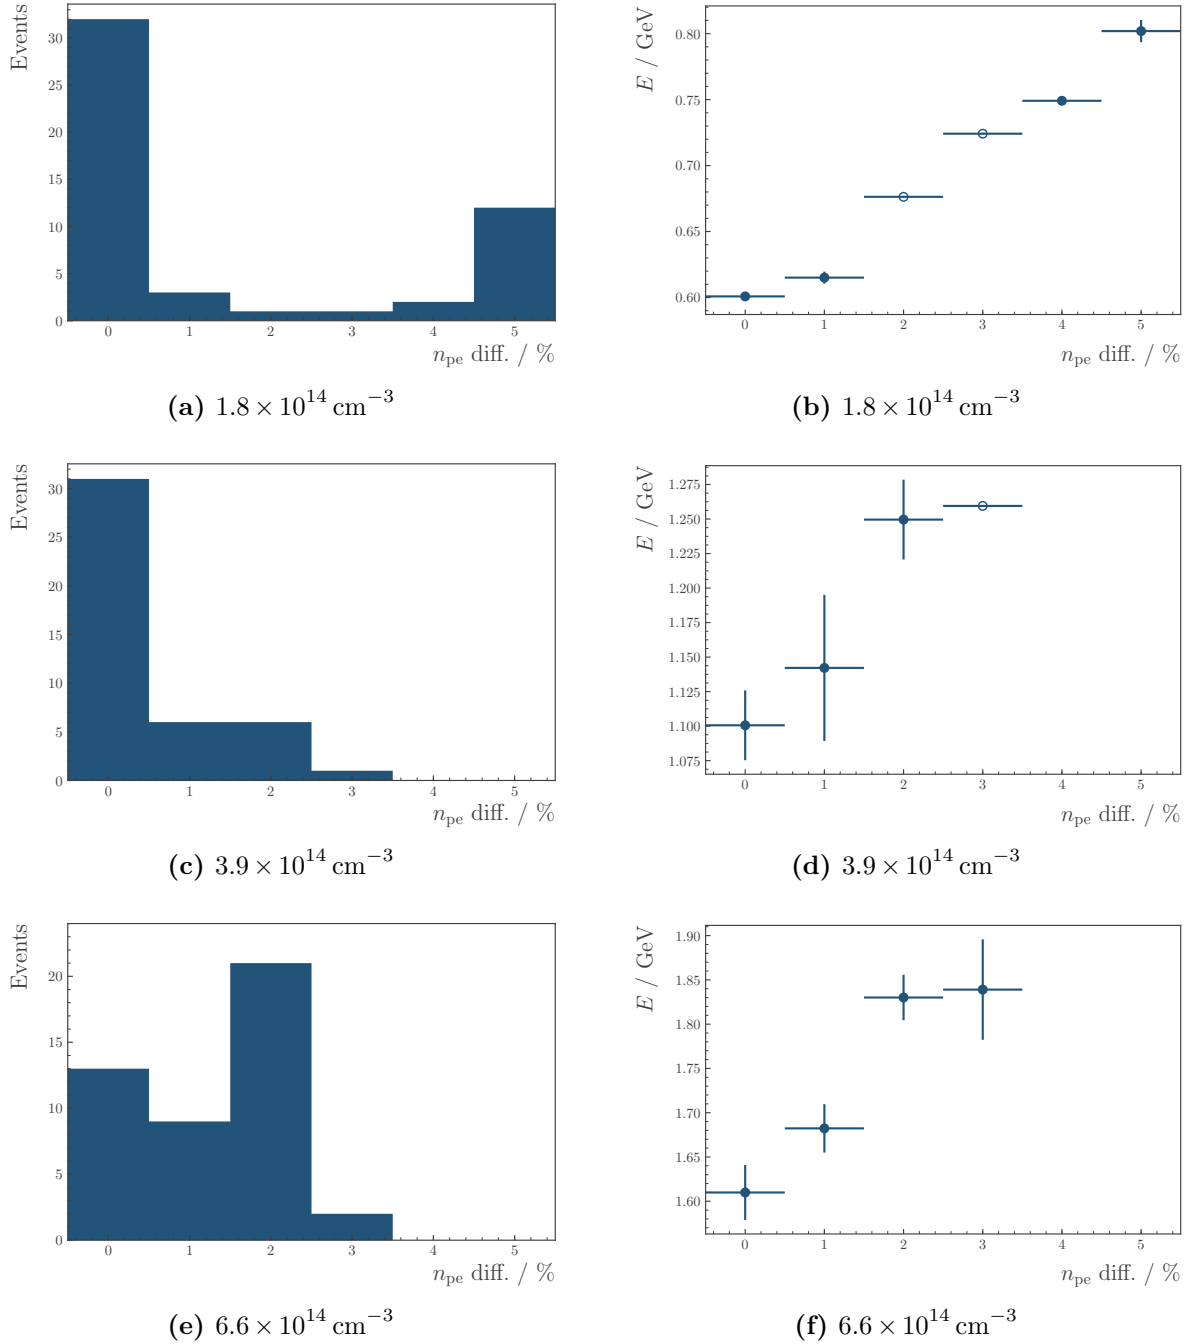 Events
30
25
20
15
10
5
0
0 1 2 3 4 5
n_pe diff. / %
(a) 1.8 × 10^14 cm^−3
E / GeV
0.80
0.75
0.70
0.65
0.60
0 1 2 3 4 5
n_pe diff. / %
(b) 1.8 × 10^14 cm^−3
Events
30
25
20
15
10
5
0
0 1 2 3 4 5
n_pe diff. / %
(c) 3.9 × 10^14 cm^−3
E / GeV
1.275
1.250
1.225
1.200
1.175
1.150
1.125
1.100
1.075
0 1 2 3 4 5
n_pe diff. / %
(d) 3.9 × 10^14 cm^−3
Events
20
15
10
5
0
0 1 2 3 4 5
n_pe diff. / %
(e) 6.6 × 10^14 cm^−3
E / GeV
1.90
1.85
1.80
1.75
1.70
1.65
1.60
0 1 2 3 4 5
n_pe diff. / %
(f) 6.6 × 10^14 cm^−3